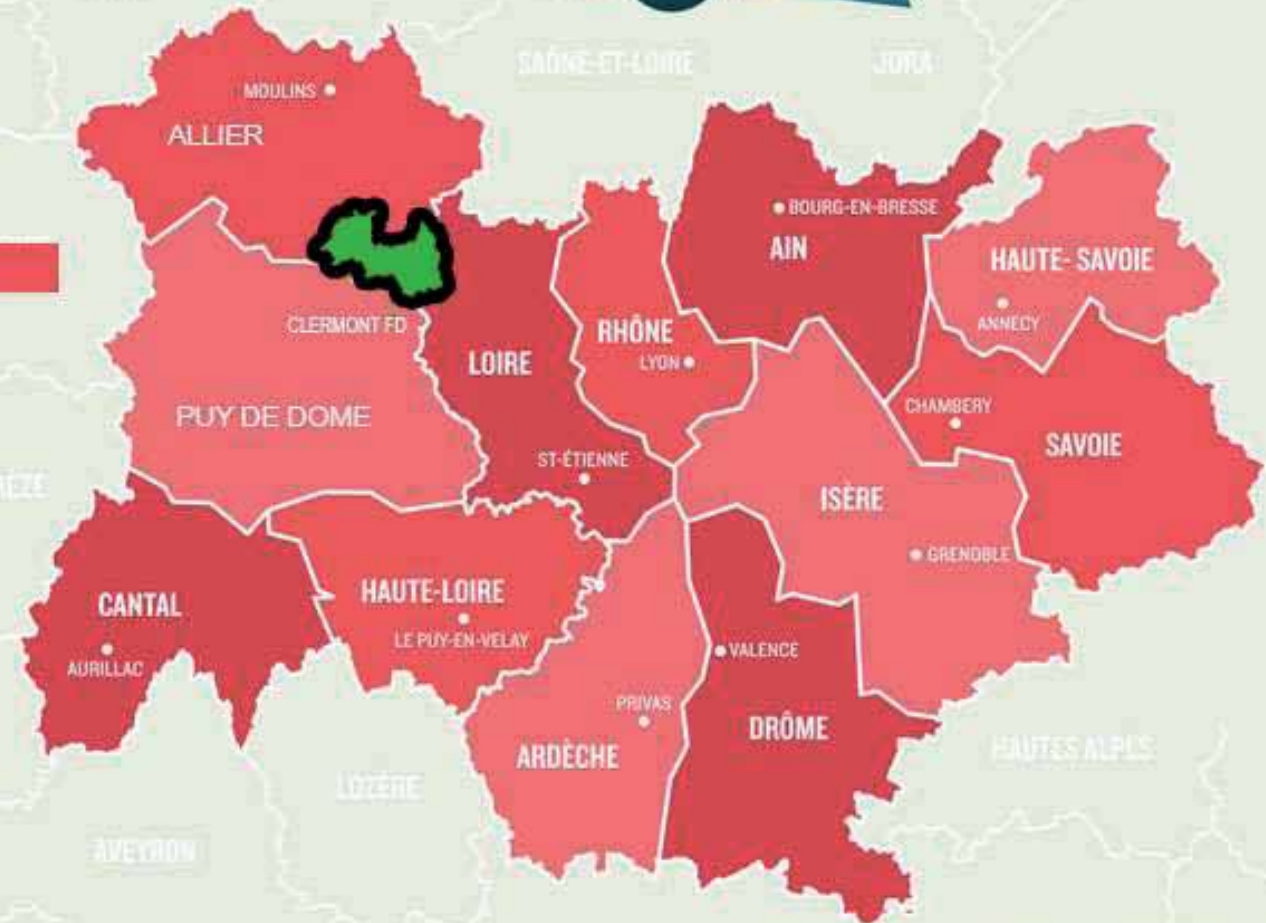 SAÔNE-ET-LOIRE
JURA
MOULINS
ALLIER
BOURG-EN-BRESSE
AIN
HAUTE- SAVOIE
ANNECY
CLERMONT FD
RHÔNE
LYON
LOIRE
CHAMBERY
SAVOIE
PUY DE DOME
ST-ÉTIENNE
ISÈRE
GRENOBLE
CANTAL
AURILLAC
HAUTE-LOIRE
LE PUY-EN-VELAY
VALENCE
PRIVAS
ARDÈCHE
DRÔME
HAUTES ALPES
LOZÈRE
AVEYRON